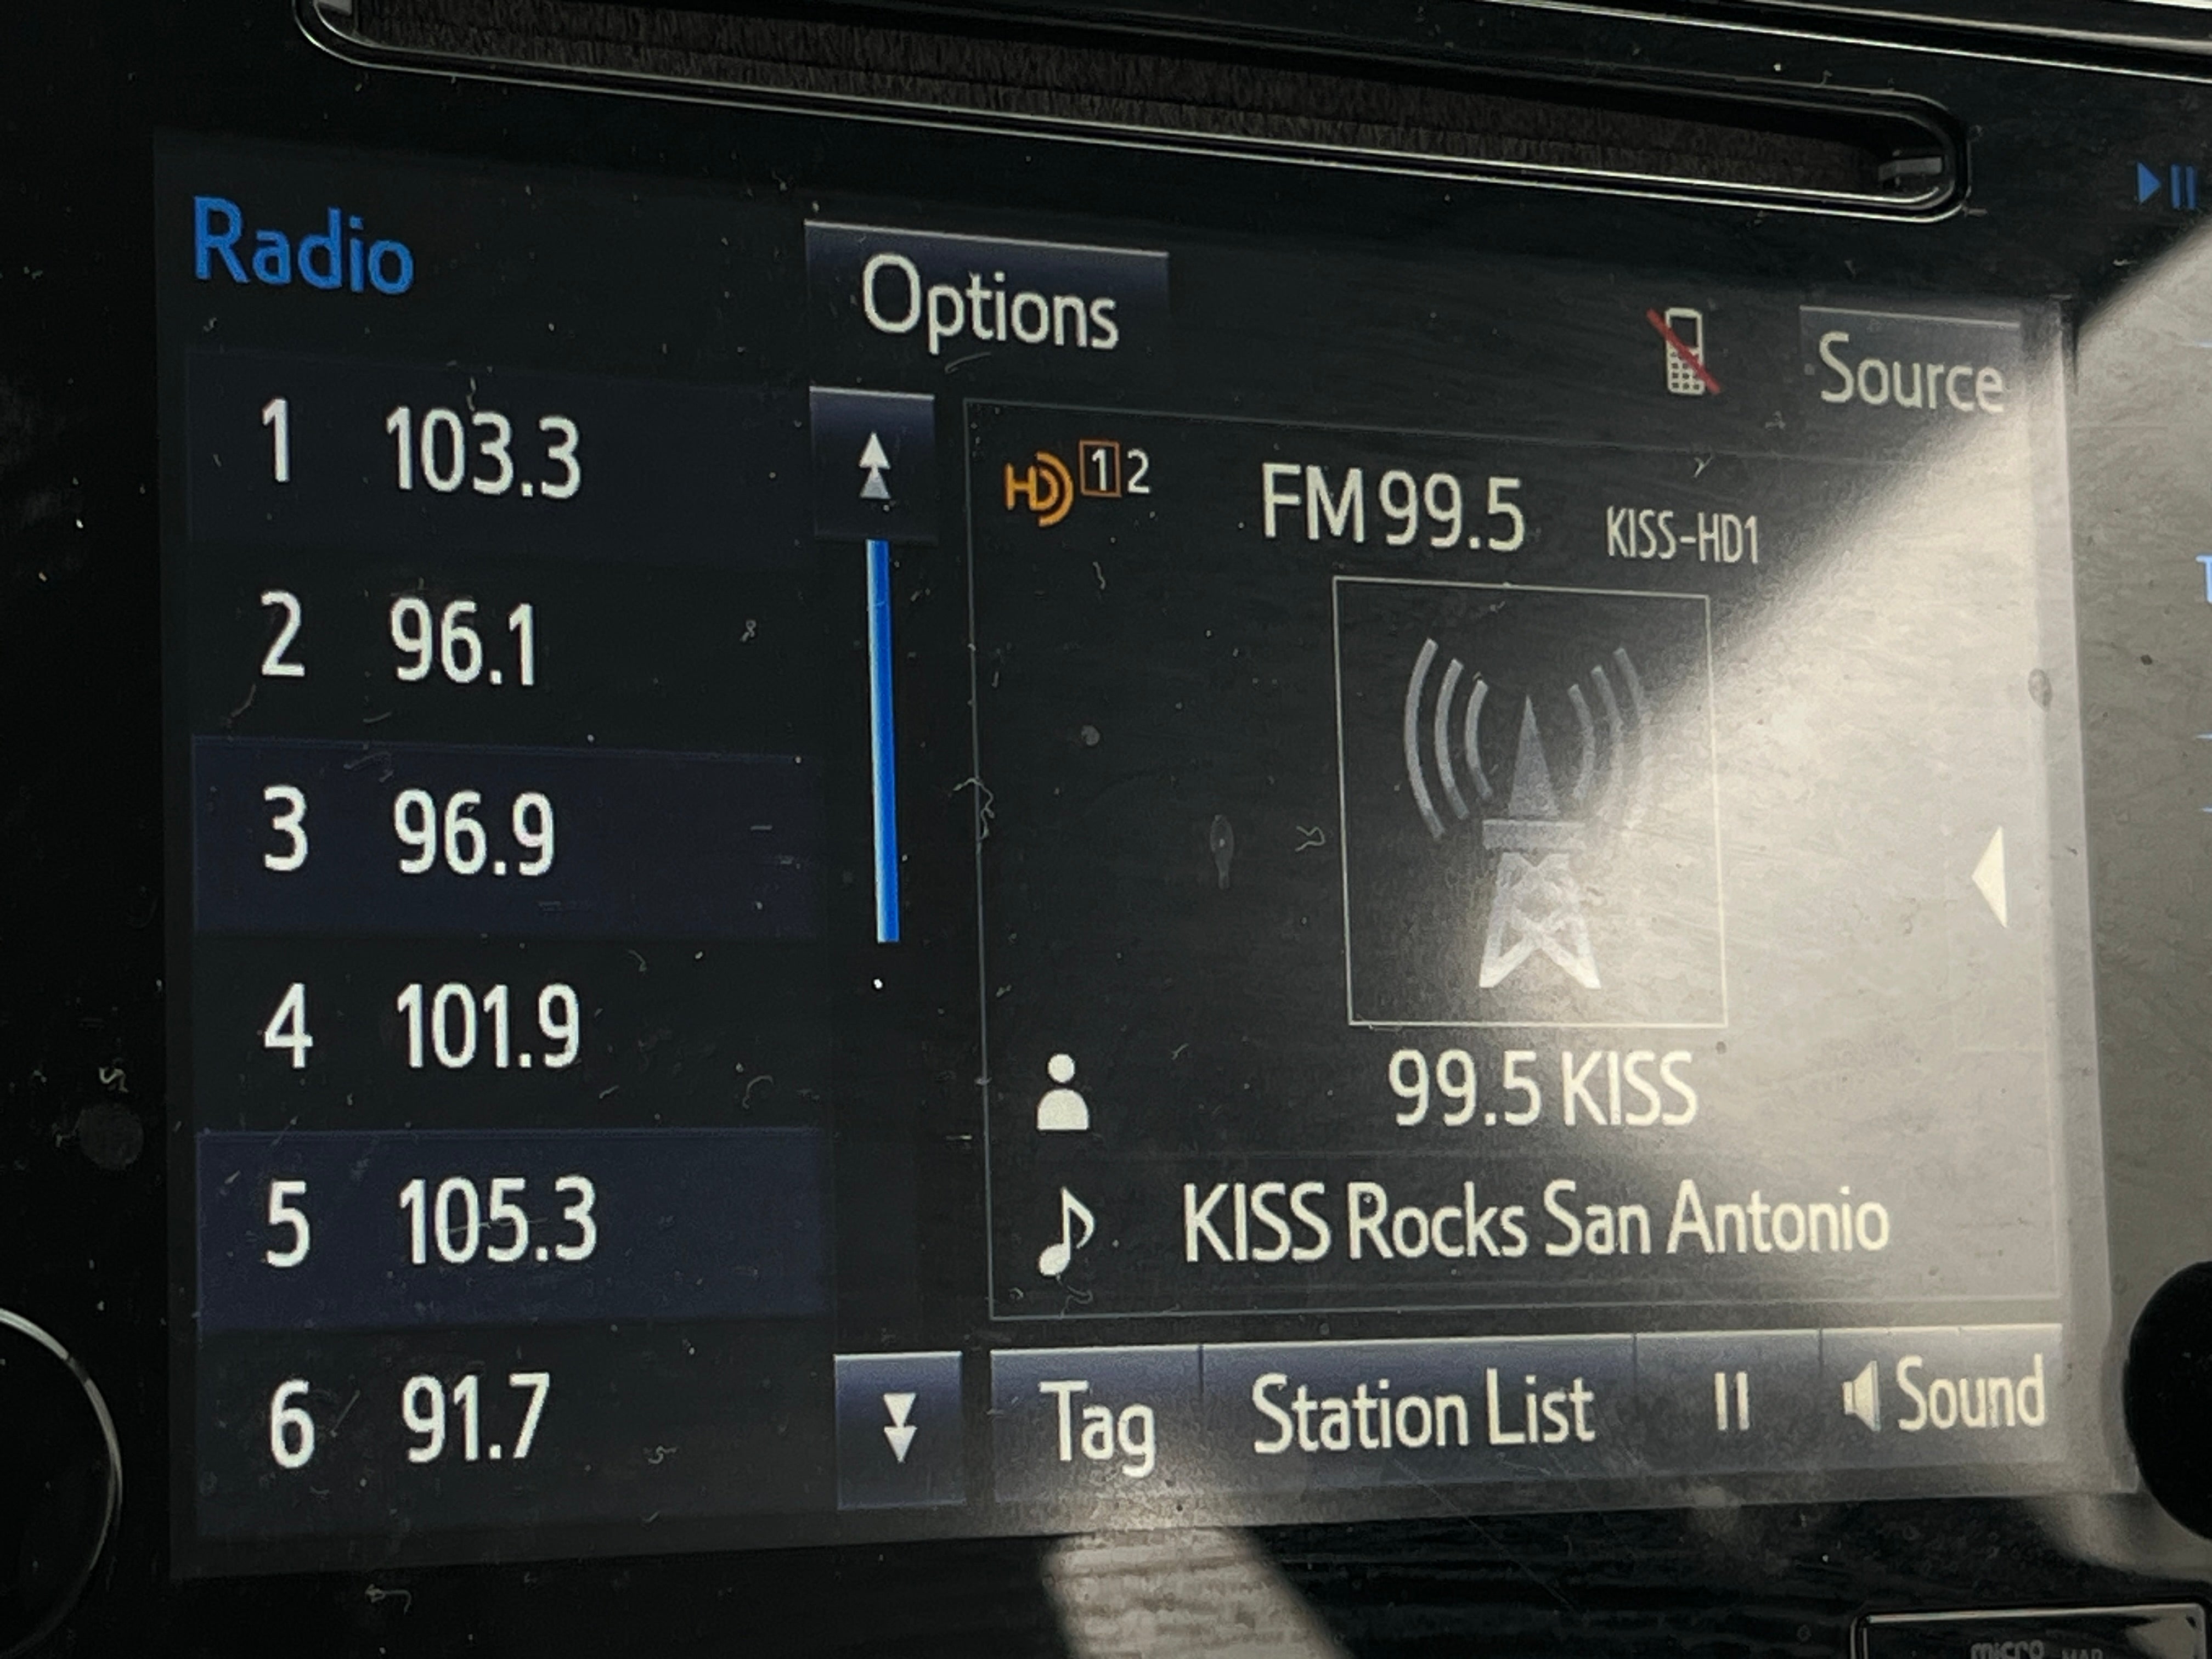 Radio
Options
Source
1 103.3
2 96.1
3 96.9
4 101.9
5 105.3
6 91.7
HD 1 2
FM 99.5 KISS-HD1
99.5 KISS
KISS Rocks San Antonio
Tag
Station List
Sound
micro